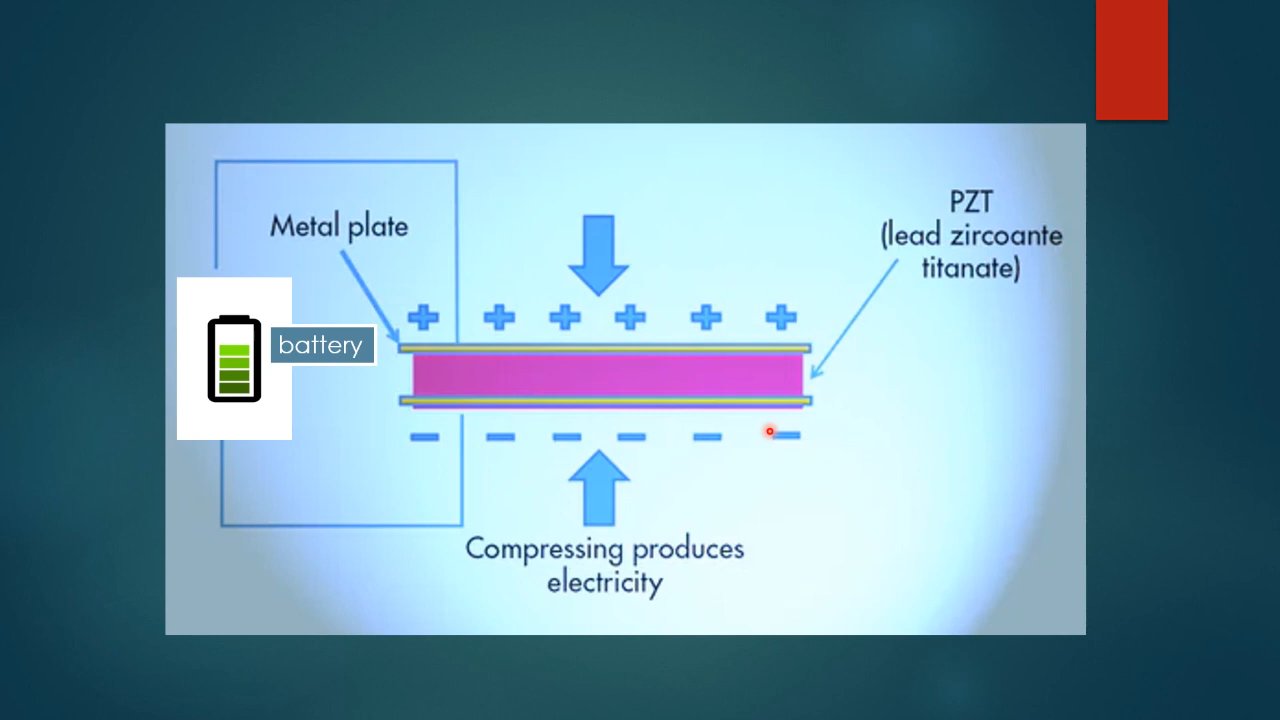 Metal plate
PZT
(lead zircoante
titanate)
battery
Compressing produces
electricity